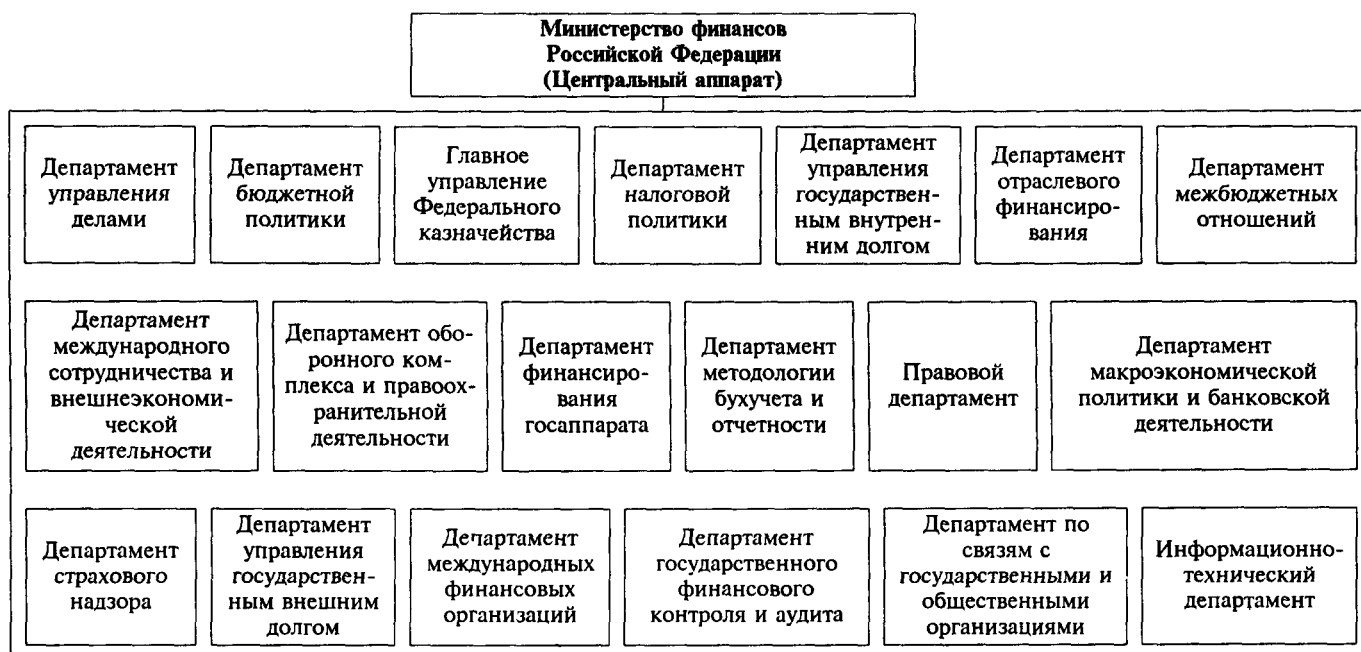 Министерство финансов
Российской Федерации
(Центральный аппарат)
Департамент
управления
делами
Департамент
бюджетной
политики
Главное
управление
Федерального
казначейства
Департамент
налоговой
политики
Департамент
управления
государствен-
ным внутрен-
ним долгом
Департамент
отраслевого
финансиро-
вания
Департамент
межбюджетных
отношений
Департамент
международного
сотрудничества и
внешнеэкономи-
ческой
деятельности
Департамент обо-
ронного ком-
плекса и правоох-
ранительной
деятельности
Департамент
финансиро-
вания
госаппарата
Департамент
методологии
бухучета и
отчетности
Правовой
департамент
Департамент
макроэкономической
политики и банковской
деятельности
Департамент
страхового
надзора
Департамент
управления
государствен-
ным внешним
долгом
Департамент
международных
финансовых
организаций
Департамент
государственного
финансового
контроля и аудита
Департамент по
связям с
государственными и
общественными
организациями
Информационно-
технический
департамент